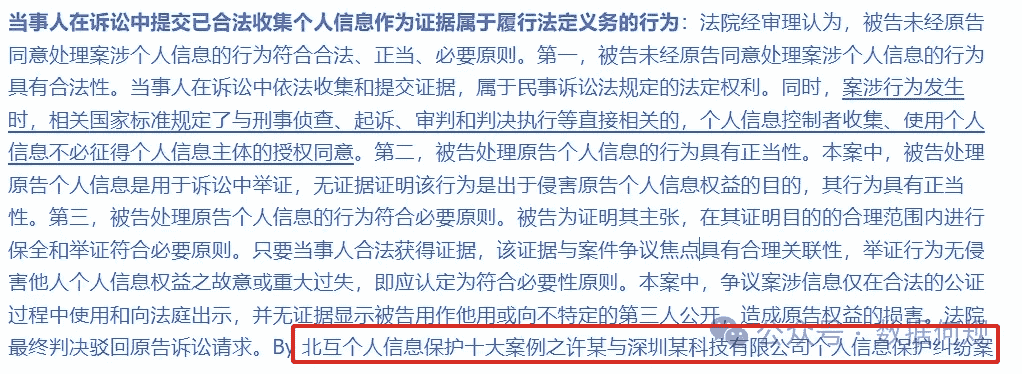 当事人在诉讼中提交已合法收集个人信息作为证据属于履行法定义务的行为：法院经审理认为，被告未经原告
同意处理案涉个人信息的行为符合合法、正当、必要原则。第一，被告未经原告同意处理案涉个人信息的行为
具有合法性。当事人在诉讼中依法收集和提交证据，属于民事诉讼法规定的法定权利。同时，案涉行为发生
时，相关国家标准规定了与刑事侦查、起诉、审判和判决执行等直接相关的，个人信息控制者收集、使用个人
信息不必征得个人信息主体的授权同意。第二，被告处理原告个人信息的行为具有正当性。本案中，被告处理
原告个人信息是用于诉讼中举证，无证据证明该行为是出于侵害原告个人信息权益之目的，其行为具有正当
性。第三，被告处理原告个人信息的行为符合必要原则。被告为证明其主张，在其证明目的的合理范围内进行
保全和举证符合必要原则。只要当事人合法获得证据，该证据与案件争议焦点具有合理关联性，举证行为无侵
害他人个人信息权益之故意或重大过失，即应认定为符合必要性原则。本案中，争议案涉信息仅在合法的公证
过程中使用和向法庭出示，并无证据显示被告用作他用或向不特定的第三人公开，造成原告权益的损害。法院
最终判决驳回原告诉讼请求。By 北互个人信息保护十大案例之许某与深圳某科技有限公司个人信息保护纠纷案
公众号·数据何规